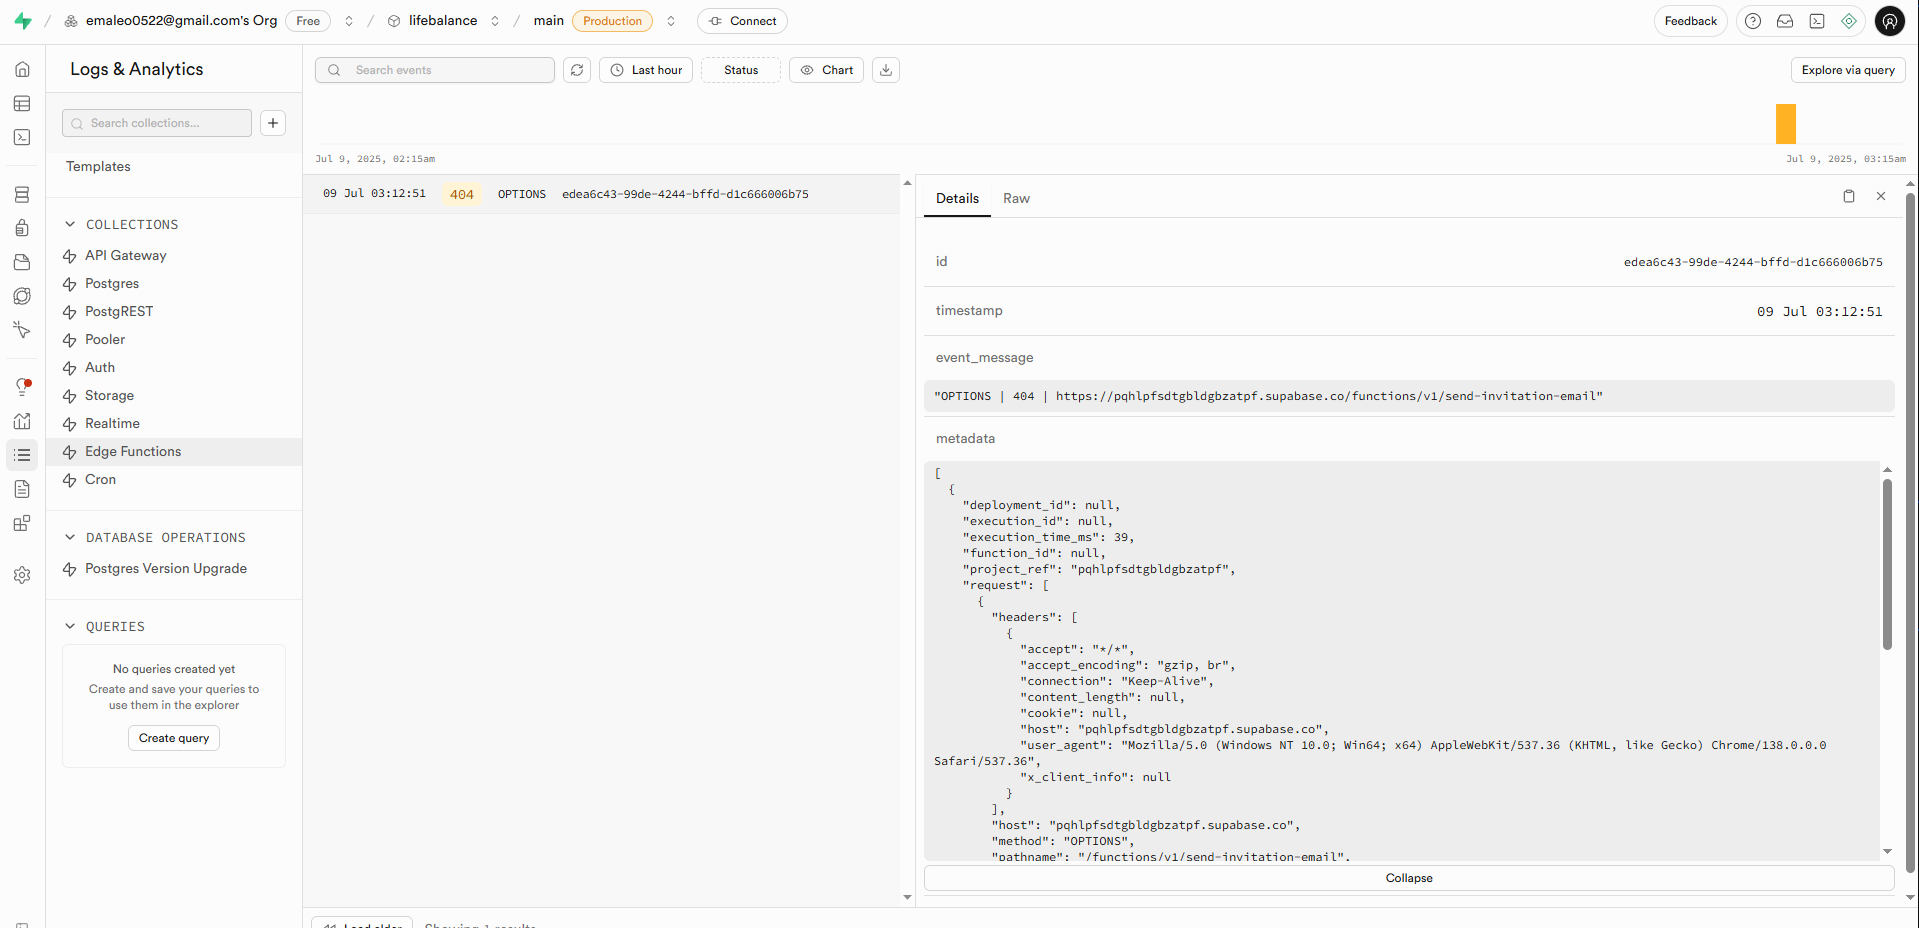 emaleo0522@gmail.com's Org Free lifebalance main Production Connect Feedback
Logs & Analytics
Search collections...
Templates
COLLECTIONS
API Gateway
Postgres
PostgREST
Pooler
Auth
Storage
Realtime
Edge Functions
Cron
DATABASE OPERATIONS
Postgres Version Upgrade
QUERIES
No queries created yet
Create and save your queries to
use them in the explorer
Create query
Search events Last hour Status Chart Explore via query
Jul 9, 2025, 02:15am Jul 9, 2025, 03:15am
09 Jul 03:12:51 404 OPTIONS edea6c43-99de-4244-bffd-d1c666006b75
Details Raw
id edea6c43-99de-4244-bffd-d1c666006b75
timestamp 09 Jul 03:12:51
event_message
"OPTIONS | 404 | https://pqhlpfsdtgbldgbzatpf.supabase.co/functions/v1/send-invitation-email"
metadata
[
{
"deployment_id": null,
"execution_id": null,
"execution_time_ms": 39,
"function_id": null,
"project_ref": "pqhlpfsdtgbldgbzatpf",
"request": [
{
"headers": [
{
"accept": "*/*",
"accept_encoding": "gzip, br",
"connection": "Keep-Alive",
"content_length": null,
"cookie": null,
"host": "pqhlpfsdtgbldgbzatpf.supabase.co",
"user_agent": "Mozilla/5.0 (Windows NT 10.0; Win64; x64) AppleWebKit/537.36 (KHTML, like Gecko) Chrome/138.0.0.0
Safari/537.36",
"x_client_info": null
}
],
"host": "pqhlpfsdtgbldgbzatpf.supabase.co",
"method": "OPTIONS",
"pathname": "/functions/v1/send-invitation-email",
Collapse
Load older Showing 1 results